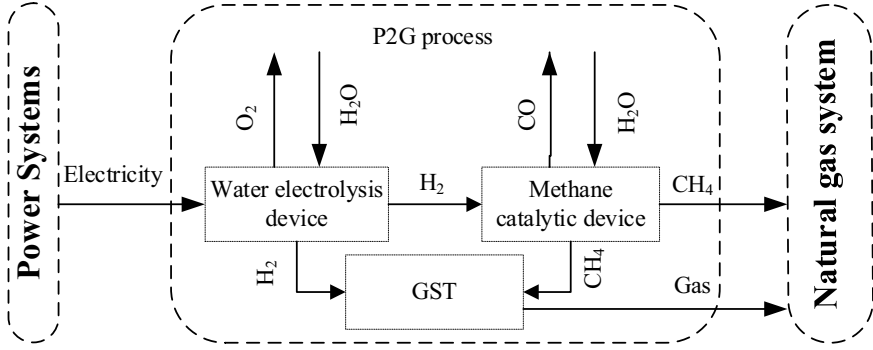 P2G process
Power Systems
Natural gas system
O₂
H₂O
CO
H₂O
Electricity
Water electrolysis
device
H₂
Methane
catalytic device
CH₄
H₂
GST
CH₄
Gas